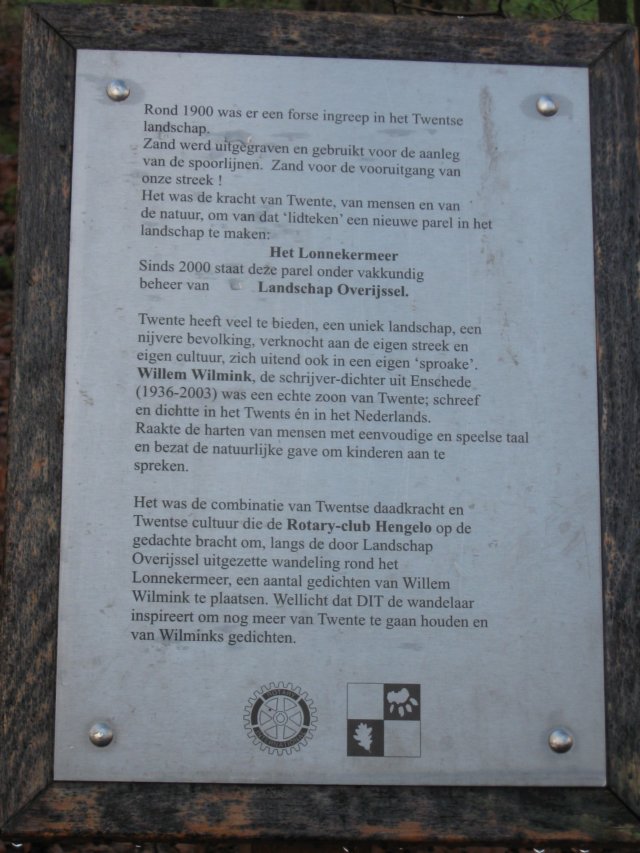 Rond 1900 was er een forse ingreep in het Twentse
landschap.
Zand werd uitgegraven en gebruikt voor de aanleg
van de spoorlijnen. Zand voor de vooruitgang van
onze streek !
Het was de kracht van Twente, van mensen en van
de natuur, om van dat ‘lidteken’ een nieuwe parel in het
landschap te maken:
Het Lonnekermeer
Sinds 2000 staat deze parel onder vakkundig
beheer van Landschap Overijssel.
Twente heeft veel te bieden, een uniek landschap, een
nijvere bevolking, verknocht aan de eigen streek en
eigen cultuur, zich uitend ook in een eigen ‘sproake’.
Willem Wilmink, de schrijver-dichter uit Enschede
(1936-2003) was een echte zoon van Twente; schreef
en dichtte in het Twents én in het Nederlands.
Raakte de harten van mensen met eenvoudige en speelse taal
en bezat de natuurlijke gave om kinderen aan te
spreken.
Het was de combinatie van Twentse daadkracht en
Twentse cultuur die de Rotary-club Hengelo op de
gedachte bracht om, langs de door Landschap
Overijssel uitgezette wandeling rond het
Lonnekermeer, een aantal gedichten van Willem
Wilmink te plaatsen. Wellicht dat DIT de wandelaar
inspireert om nog meer van Twente te gaan houden en
van Wilminks gedichten.
ROTARY
INTERNATIONAL